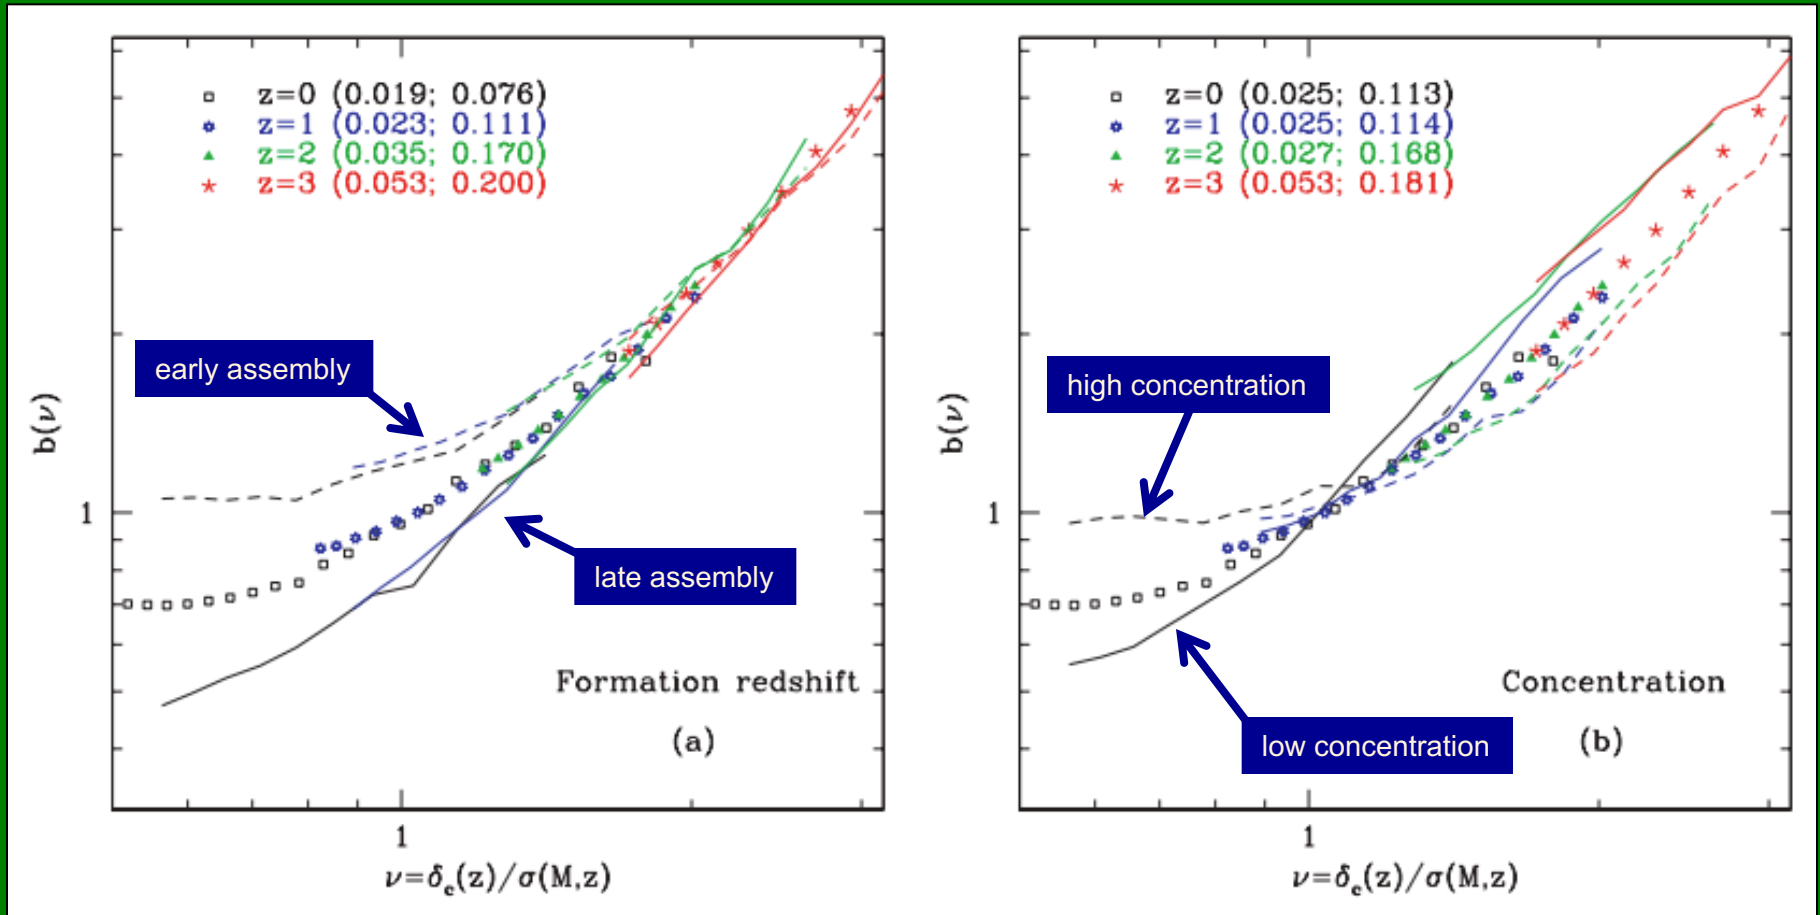 z=0 (0.019; 0.076)
z=1 (0.023; 0.111)
z=2 (0.035; 0.170)
z=3 (0.053; 0.200)
early assembly
late assembly
Formation redshift
(a)
b(ν)
1
1
ν=δ_c(z)/σ(M,z)
z=0 (0.025; 0.113)
z=1 (0.025; 0.114)
z=2 (0.027; 0.168)
z=3 (0.053; 0.181)
high concentration
low concentration
Concentration
(b)
b(ν)
1
1
ν=δ_c(z)/σ(M,z)